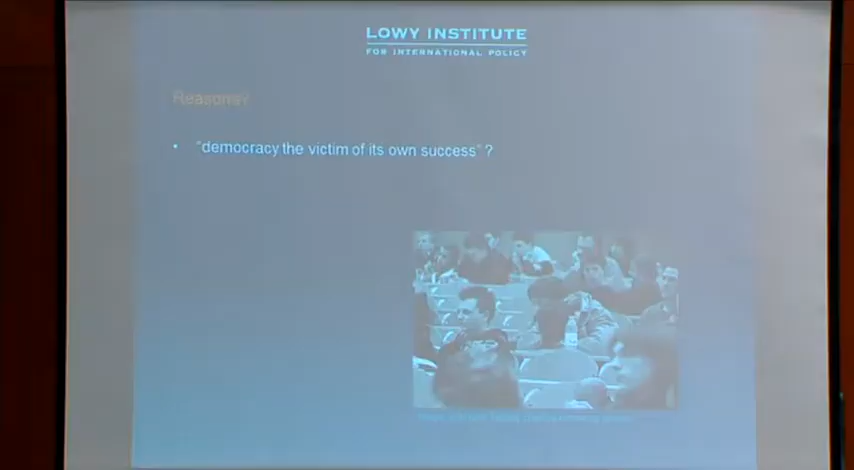 LOWY INSTITUTE
FOR INTERNATIONAL POLICY
Reasons?
• "democracy the victim of its own success" ?